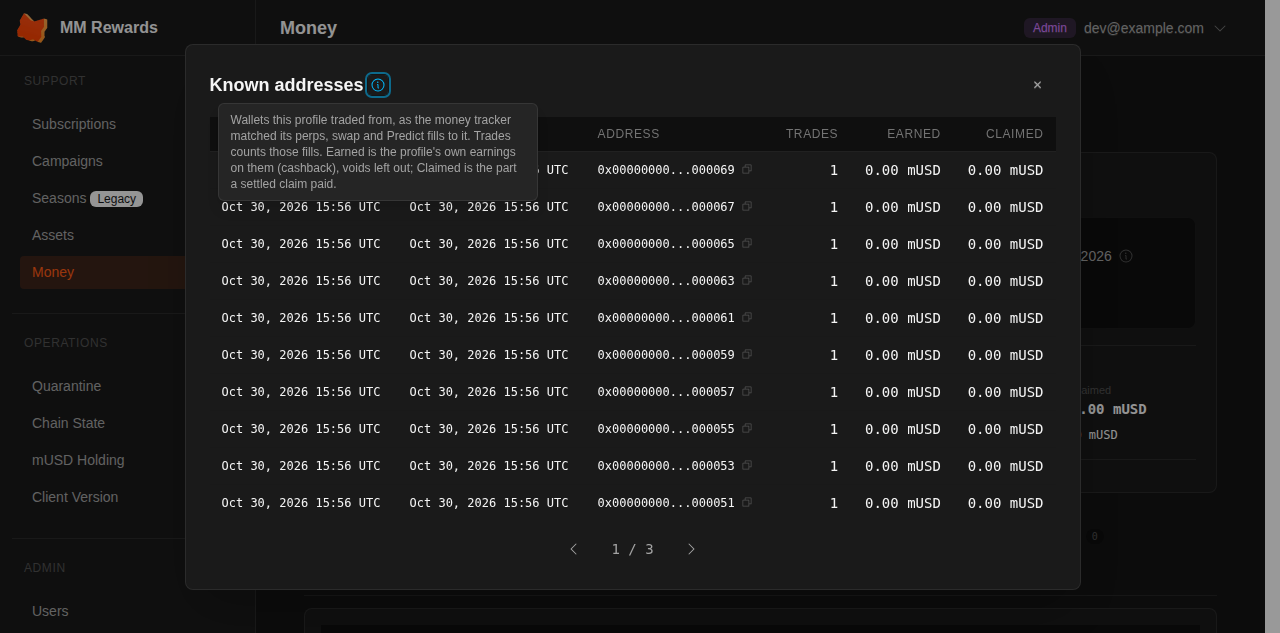 MM Rewards
Money
Admin
dev@example.com
SUPPORT
Subscriptions
Campaigns
Seasons Legacy
Assets
Money
OPERATIONS
Quarantine
Chain State
mUSD Holding
Client Version
ADMIN
Users
Known addresses
×
Wallets this profile traded from, as the money tracker
matched its perps, swap and Predict fills to it. Trades
counts those fills. Earned is the profile's own earnings
on them (cashback), voids left out; Claimed is the part
a settled claim paid.
ADDRESS TRADES EARNED CLAIMED
UTC 0x00000000...000069 1 0.00 mUSD 0.00 mUSD
Oct 30, 2026 15:56 UTC Oct 30, 2026 15:56 UTC 0x00000000...000067 1 0.00 mUSD 0.00 mUSD
Oct 30, 2026 15:56 UTC Oct 30, 2026 15:56 UTC 0x00000000...000065 1 0.00 mUSD 0.00 mUSD
Oct 30, 2026 15:56 UTC Oct 30, 2026 15:56 UTC 0x00000000...000063 1 0.00 mUSD 0.00 mUSD
Oct 30, 2026 15:56 UTC Oct 30, 2026 15:56 UTC 0x00000000...000061 1 0.00 mUSD 0.00 mUSD
Oct 30, 2026 15:56 UTC Oct 30, 2026 15:56 UTC 0x00000000...000059 1 0.00 mUSD 0.00 mUSD
Oct 30, 2026 15:56 UTC Oct 30, 2026 15:56 UTC 0x00000000...000057 1 0.00 mUSD 0.00 mUSD
Oct 30, 2026 15:56 UTC Oct 30, 2026 15:56 UTC 0x00000000...000055 1 0.00 mUSD 0.00 mUSD
Oct 30, 2026 15:56 UTC Oct 30, 2026 15:56 UTC 0x00000000...000053 1 0.00 mUSD 0.00 mUSD
Oct 30, 2026 15:56 UTC Oct 30, 2026 15:56 UTC 0x00000000...000051 1 0.00 mUSD 0.00 mUSD
1 / 3
2026
aimed
.00 mUSD
mUSD
0